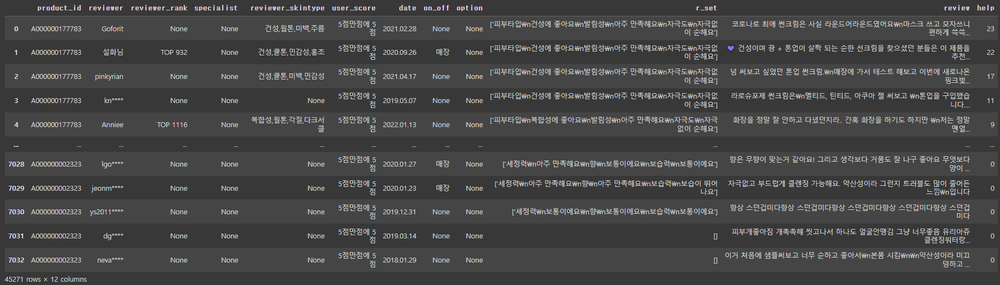 product_id reviewer reviewer_rank specialist reviewer_skintype user_score date on_off option r_set review help
0 A000000177783 Goforit None None 건성,웜톤,미백,주름 5점만점에 5점 2021.02.28 None None ['피부타입₩n건성에 좋아요₩n발림성₩n아주 만족해요₩n자극도₩n자극없이 순해요'] 코로나로 최애 썬크림은 사실 라운드어라운드였어요₩n마스크 쓰고 모자쓰니 편하게 쓱쓱... 23
1 A000000177783 설화님 TOP 932 None 건성,쿨톤,민감성,홍조 5점만점에 5점 2020.09.26 매장 None ['피부타입₩n건성에 좋아요₩n발림성₩n아주 만족해요₩n자극도₩n자극없이 순해요'] 💜 건성이며 광 + 톤업이 살짝 되는 순한 선크림을 찾으셨던 분들은 이 제품을 추천... 22
2 A000000177783 pinkyrian None None 건성,쿨톤,미백,민감성 5점만점에 5점 2021.04.17 None None ['피부타입₩n건성에 좋아요₩n발림성₩n아주 만족해요₩n자극도₩n자극없이 순해요'] 넘 써보고 싶었던 톤업 썬크림.₩n매장에 가서 테스트 해보고 이번에 새로나온 핑크빛... 17
3 A000000177783 kn**** None None None 5점만점에 5점 2019.05.07 None None ['피부타입₩n건성에 좋아요₩n발림성₩n아주 만족해요₩n자극도₩n자극없이 순해요'] 라로슈포제 썬크림은₩n멜티드, 틴티드, 아쿠아 젤 써보고 ₩n톤업을 구입했습니다.... 11
4 A000000177783 Anniee TOP 1116 None 복합성,웜톤,각질,다크서클 5점만점에 5점 2022.01.13 None None ['피부타입₩n복합성에 좋아요₩n발림성₩n아주 만족해요₩n자극도₩n자극없이 순해요'] 화장을 정말 잘 안하고 다녔던지라.. 간혹 화장을 하기도 하지만 ₩n저는 정말 맨얼... 9
... ... ... ... ... ... ... ... ... ... ... ... ...
7028 A000000002323 lgo**** None None None 5점만점에 5점 2020.01.27 매장 None ['세정력₩n아주 만족해요₩n향₩n보통이에요₩n보습력₩n보통이에요'] 향은 무향이 맞는거 같아요! 그리고 생각보다 거품도 잘 나구 좋아요 무엇보다 양이 ... 0
7029 A000000002323 jeonm**** None None None 5점만점에 5점 2020.01.23 매장 None ['세정력₩n아주 만족해요₩n향₩n아주 만족해요₩n보습력₩n보습이 뛰어나요'] 자극없고 부드럽게 클렌징 가능해요. 약산성이라 그런지 트러블도 많이 줄어든 느낌₩n입니다 0
7030 A000000002323 ys2011**** None None None 5점만점에 5점 2019.12.31 None None ['세정력₩n보통이에요₩n향₩n보통이에요₩n보습력₩n보통이에요'] 항상 스던겁미다항상 스던겁미다항상 스던겁미다항상 스던겁미다항상 스던겁미다 0
7031 A000000002323 dg**** None None None 5점만점에 5점 2019.03.14 None None [] 피부개좋아짐 개촉촉해 씻고나서 하나도 얼굴안땡김 그냥 너무좋음 유리아쥬 클렌징워터랑... 0
7032 A000000002323 neva**** None None None 5점만점에 5점 2018.01.29 None None [] 이거 처음에 샘플써보고 너무 순하고 좋아서₩n본품 시킴₩n₩n약산성이라 미끄덩하고 ... 0
45271 rows × 12 columns